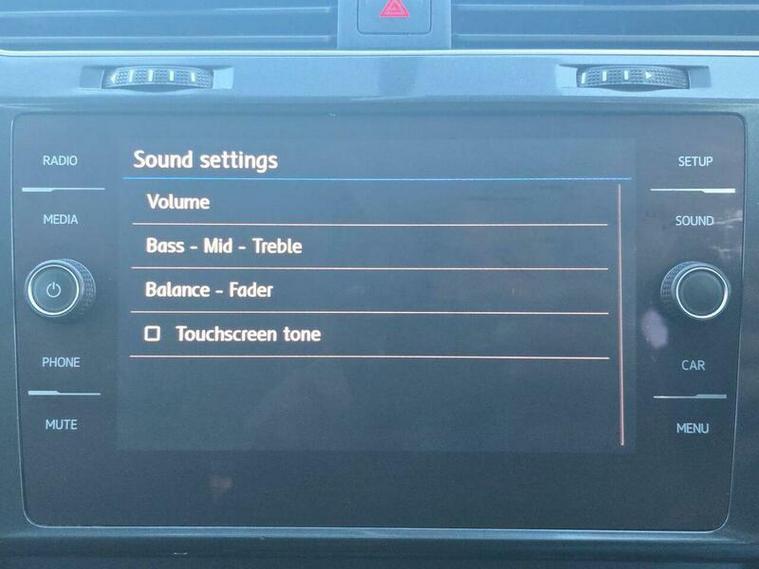 RADIO
MEDIA
PHONE
MUTE
Sound settings
Volume
Bass - Mid - Treble
Balance - Fader
Touchscreen tone
SETUP
SOUND
CAR
MENU